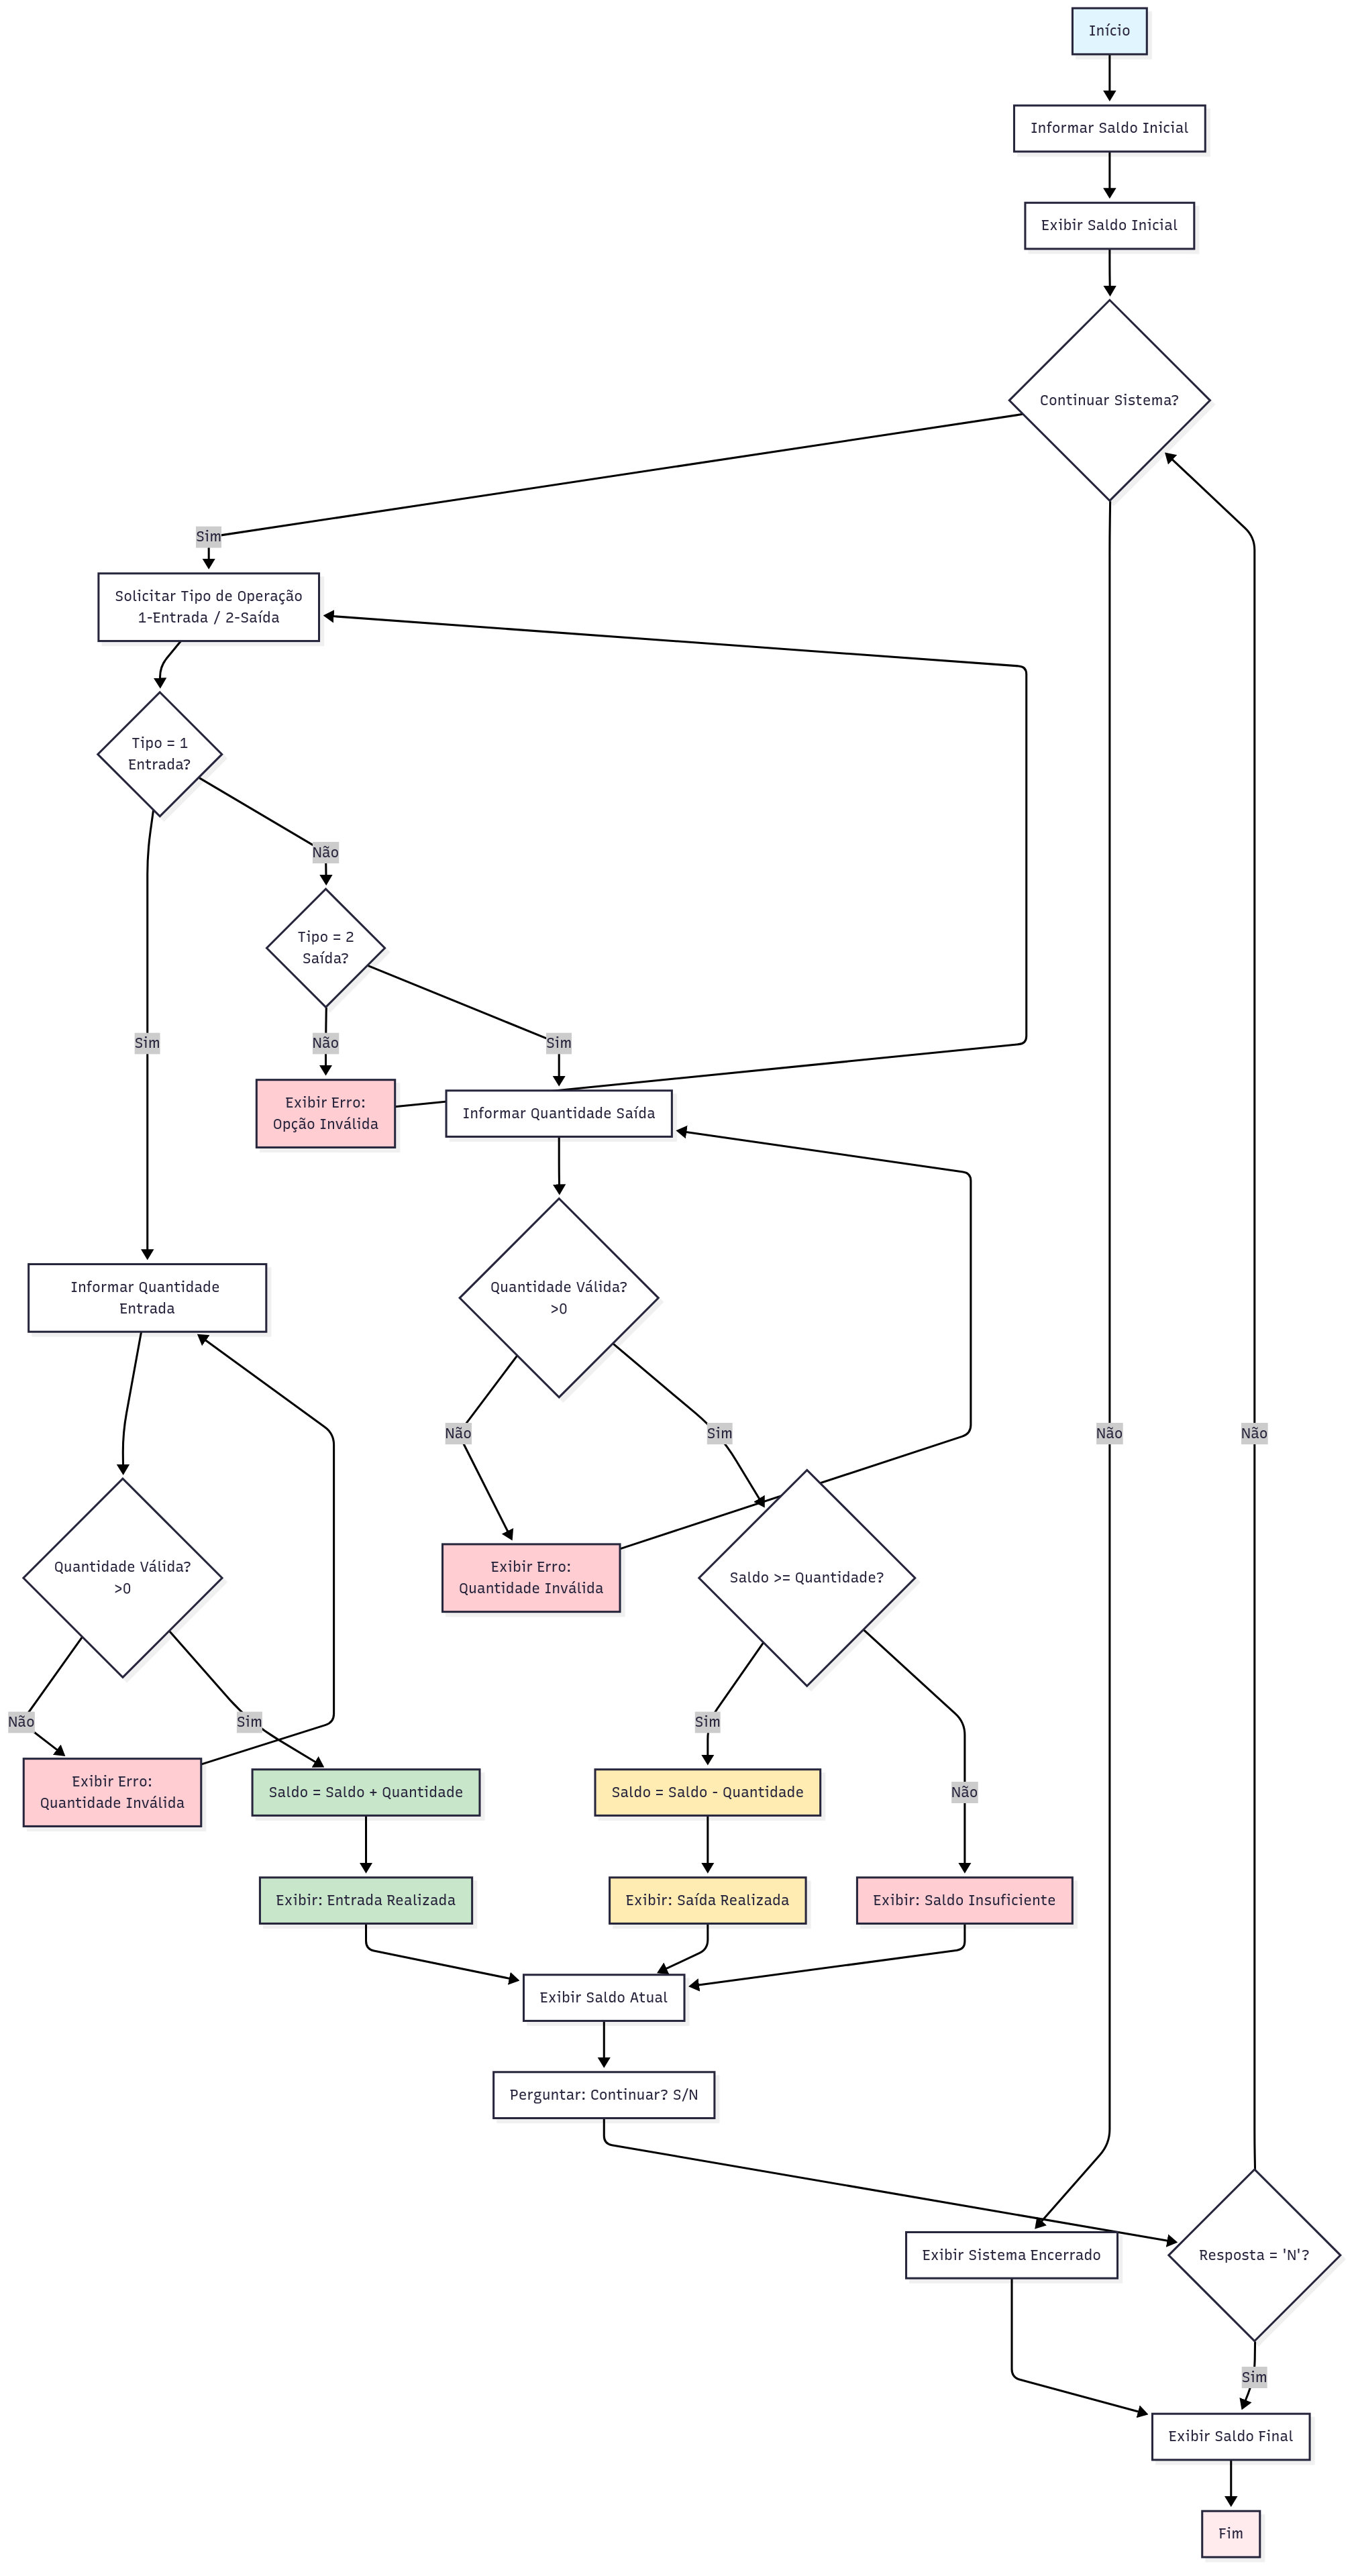 Início
Informar Saldo Inicial
Exibir Saldo Inicial
Continuar Sistema?
Sim
Solicitar Tipo de Operação
1-Entrada / 2-Saída
Tipo = 1
Entrada?
Não
Tipo = 2
Saída?
Sim
Não
Sim
Exibir Erro:
Opção Inválida
Informar Quantidade Saída
Informar Quantidade
Entrada
Quantidade Válida?
>0
Não
Sim
Não
Não
Quantidade Válida?
>0
Exibir Erro:
Quantidade Inválida
Saldo >= Quantidade?
Não
Sim
Sim
Exibir Erro:
Quantidade Inválida
Saldo = Saldo + Quantidade
Saldo = Saldo - Quantidade
Não
Exibir: Entrada Realizada
Exibir: Saída Realizada
Exibir: Saldo Insuficiente
Exibir Saldo Atual
Perguntar: Continuar? S/N
Exibir Sistema Encerrado
Resposta = 'N'?
Sim
Exibir Saldo Final
Fim